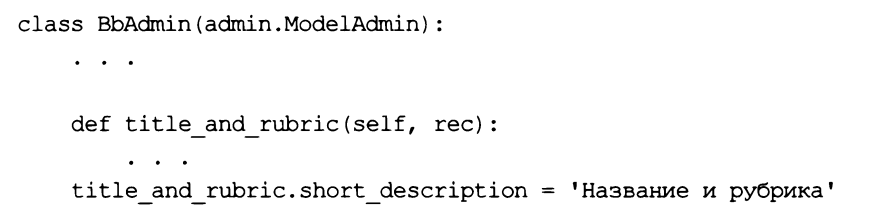 class BbAdmin(admin.ModelAdmin):
. . .
def title_and_rubric(self, rec):
. . .
title_and_rubric.short_description = 'Название и рубрика'